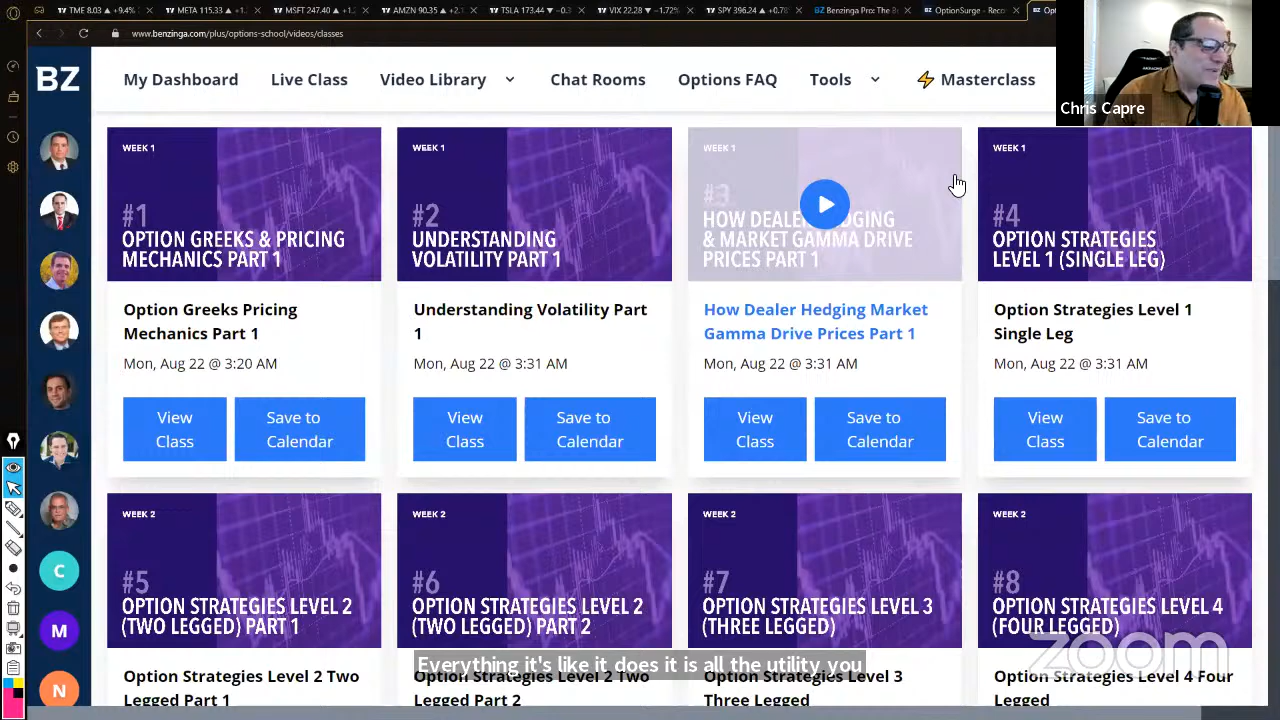 TME 8.03 ▲ +9.4%
META 115.33 ▲ +1.
MSFT 247.40 ▲ +1.
AMZN 90.35 ▲ +2.
TSLA 173.44 ▼ −0.
VIX 22.28 ▼ −1.72%
SPY 396.24 ▲ +0.78
BZ Benzinga Pro: The Be
OptionSurge - Reco
www.benzinga.com/plus/options-school/videos/classes
BZ
My Dashboard
Live Class
Video Library
Chat Rooms
Options FAQ
Tools
Masterclass
Chris Capre
WEEK 1
#1
OPTION GREEKS & PRICING
MECHANICS PART 1
WEEK 1
#2
UNDERSTANDING
VOLATILITY PART 1
WEEK 1
#3
HOW DEALER HEDGING
& MARKET GAMMA DRIVE
PRICES PART 1
WEEK 1
#4
OPTION STRATEGIES
LEVEL 1 (SINGLE LEG)
Option Greeks Pricing
Mechanics Part 1
Mon, Aug 22 @ 3:20 AM
Understanding Volatility Part
1
Mon, Aug 22 @ 3:31 AM
How Dealer Hedging Market
Gamma Drive Prices Part 1
Mon, Aug 22 @ 3:31 AM
Option Strategies Level 1
Single Leg
Mon, Aug 22 @ 3:31 AM
View
Class
Save to
Calendar
View
Class
Save to
Calendar
View
Class
Save to
Calendar
View
Class
Save to
Calendar
WEEK 2
#5
OPTION STRATEGIES LEVEL 2
(TWO LEGGED) PART 1
WEEK 2
#6
OPTION STRATEGIES LEVEL 2
(TWO LEGGED) PART 2
WEEK 2
#7
OPTION STRATEGIES LEVEL 3
(THREE LEGGED)
WEEK 2
#8
OPTION STRATEGIES LEVEL 4
(FOUR LEGGED)
C
M
N
Everything it's like it does it is all the utility you
zoom
Option Strategies Level 2 Two
Legged Part 1
Option Strategies Level 2 Two
Legged Part 2
Option Strategies Level 3
Three Legged
Option Strategies Level 4 Four
Legged